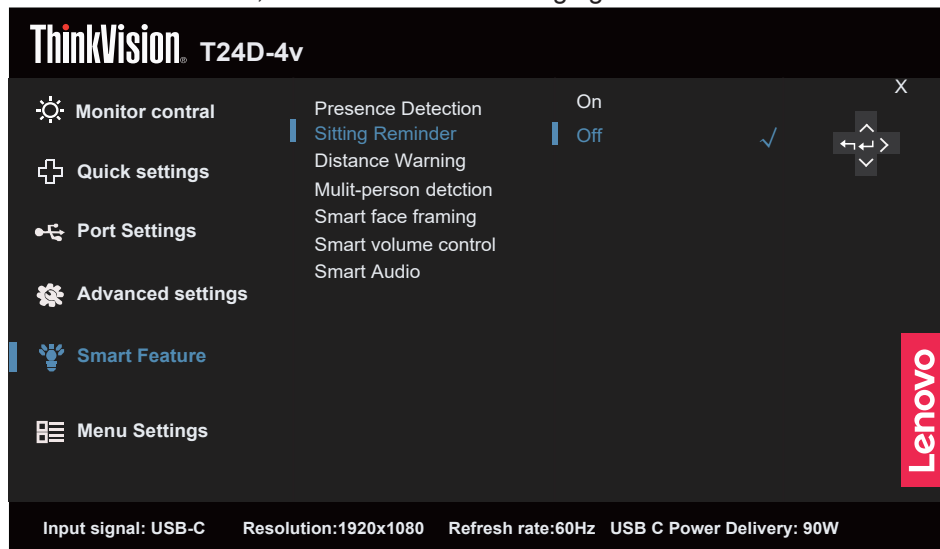 ThinkVision® T24D-4v
X
Monitor contral
Quick settings
Port Settings
Advanced settings
Smart Feature
Menu Settings
Presence Detection
Sitting Reminder
Distance Warning
Mulit-person detction
Smart face framing
Smart volume control
Smart Audio
On
Off
Lenovo
Input signal: USB-C Resolution:1920x1080 Refresh rate:60Hz USB C Power Delivery: 90W